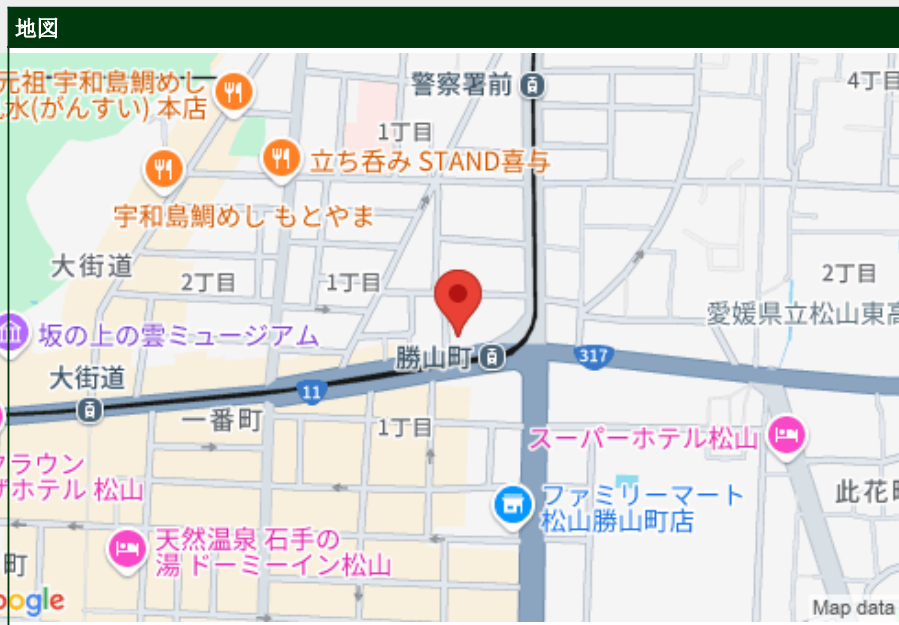 地図
元祖 宇和島鯛めし
水(がんすい) 本店
警察署前
4丁目
1丁目
立ち呑み STAND喜与
宇和島鯛めし もとやま
大街道
2丁目
1丁目
2丁目
愛媛県立松山東高
坂の上の雲ミュージアム
勝山町
317
大街道
11
一番町
1丁目
スーパーホテル松山
クラウン
ザホテル 松山
ファミリーマート
松山勝山町店
此花町
天然温泉 石手の
湯 ドーミーイン松山
町
oogle
Map data